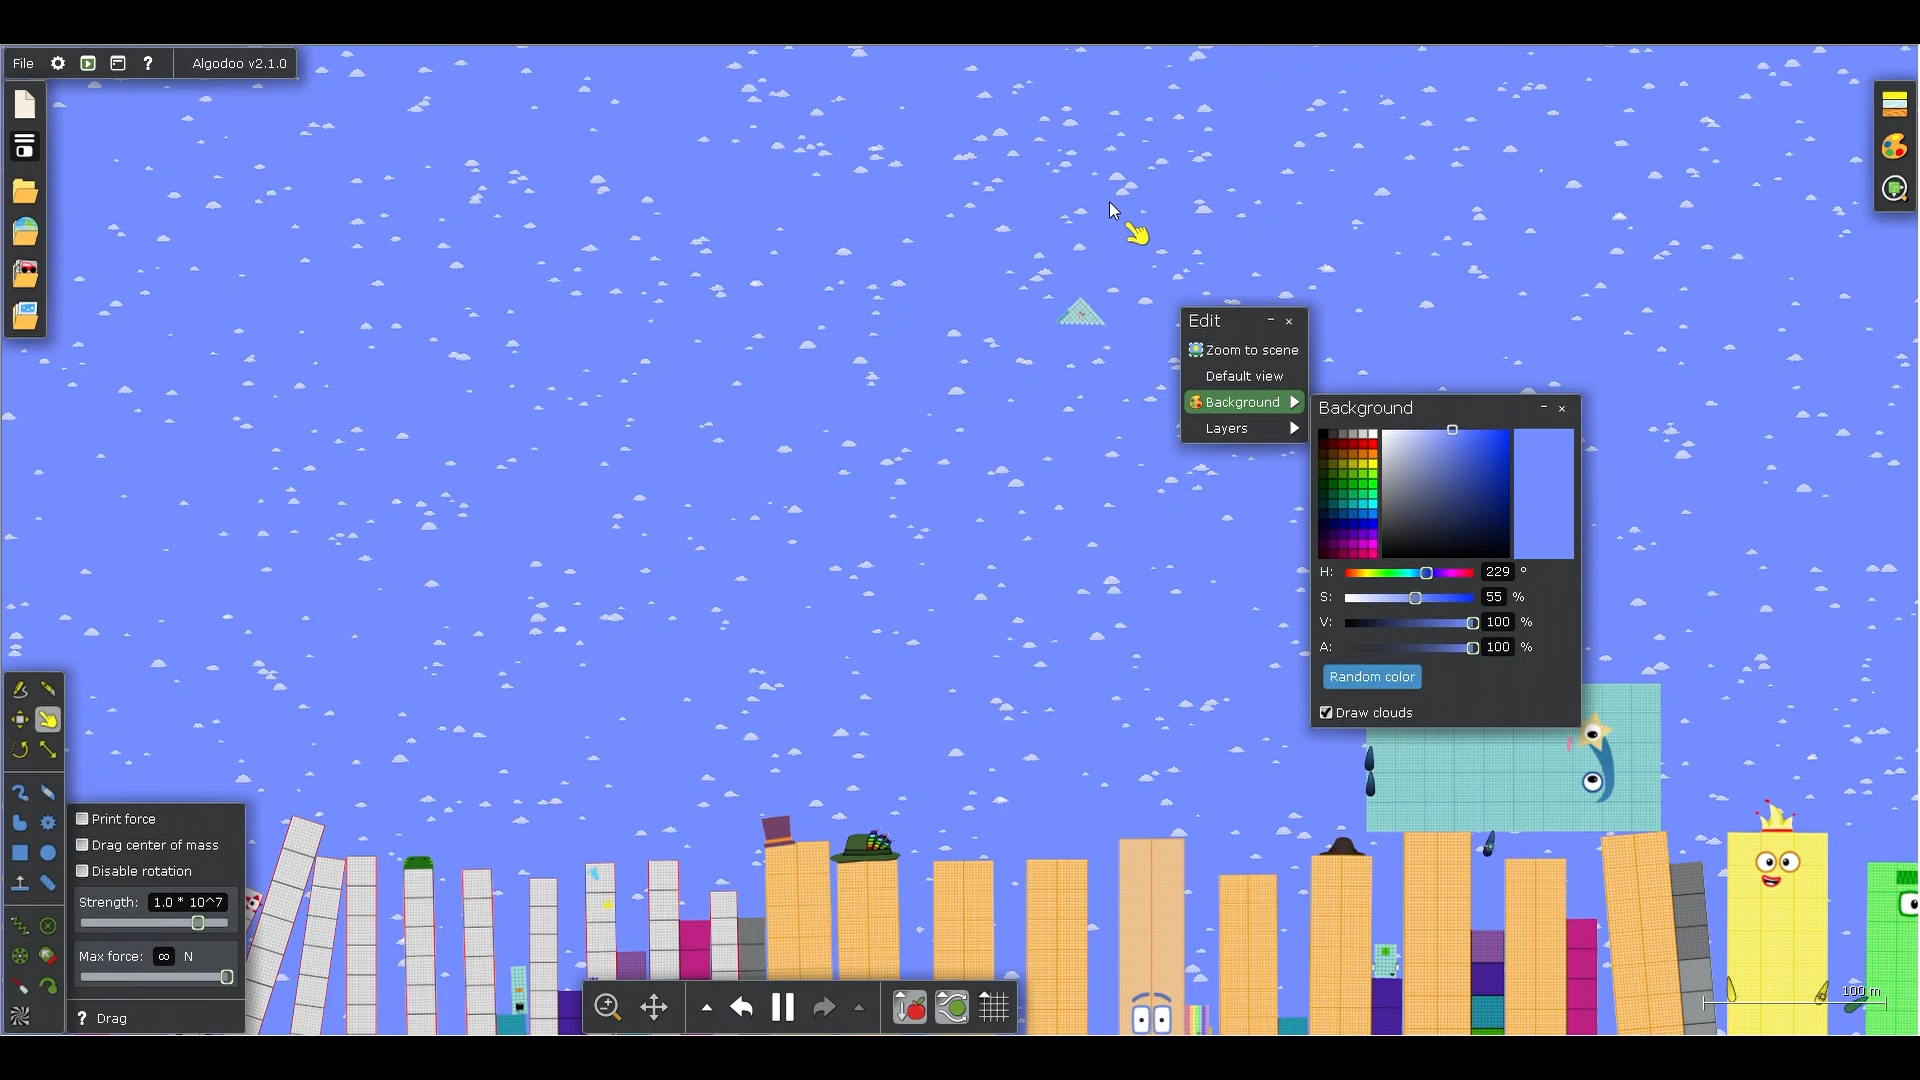 File ? Algodoo v2.1.0
Edit
Zoom to scene
Default view
Background
Layers
Background
H: 229 °
S: 55 %
V: 100 %
A: 100 %
Random color
Draw clouds
Print force
Drag center of mass
Disable rotation
Strength: 1.0 * 10^7
Max force: ∞ N
? Drag
100 m